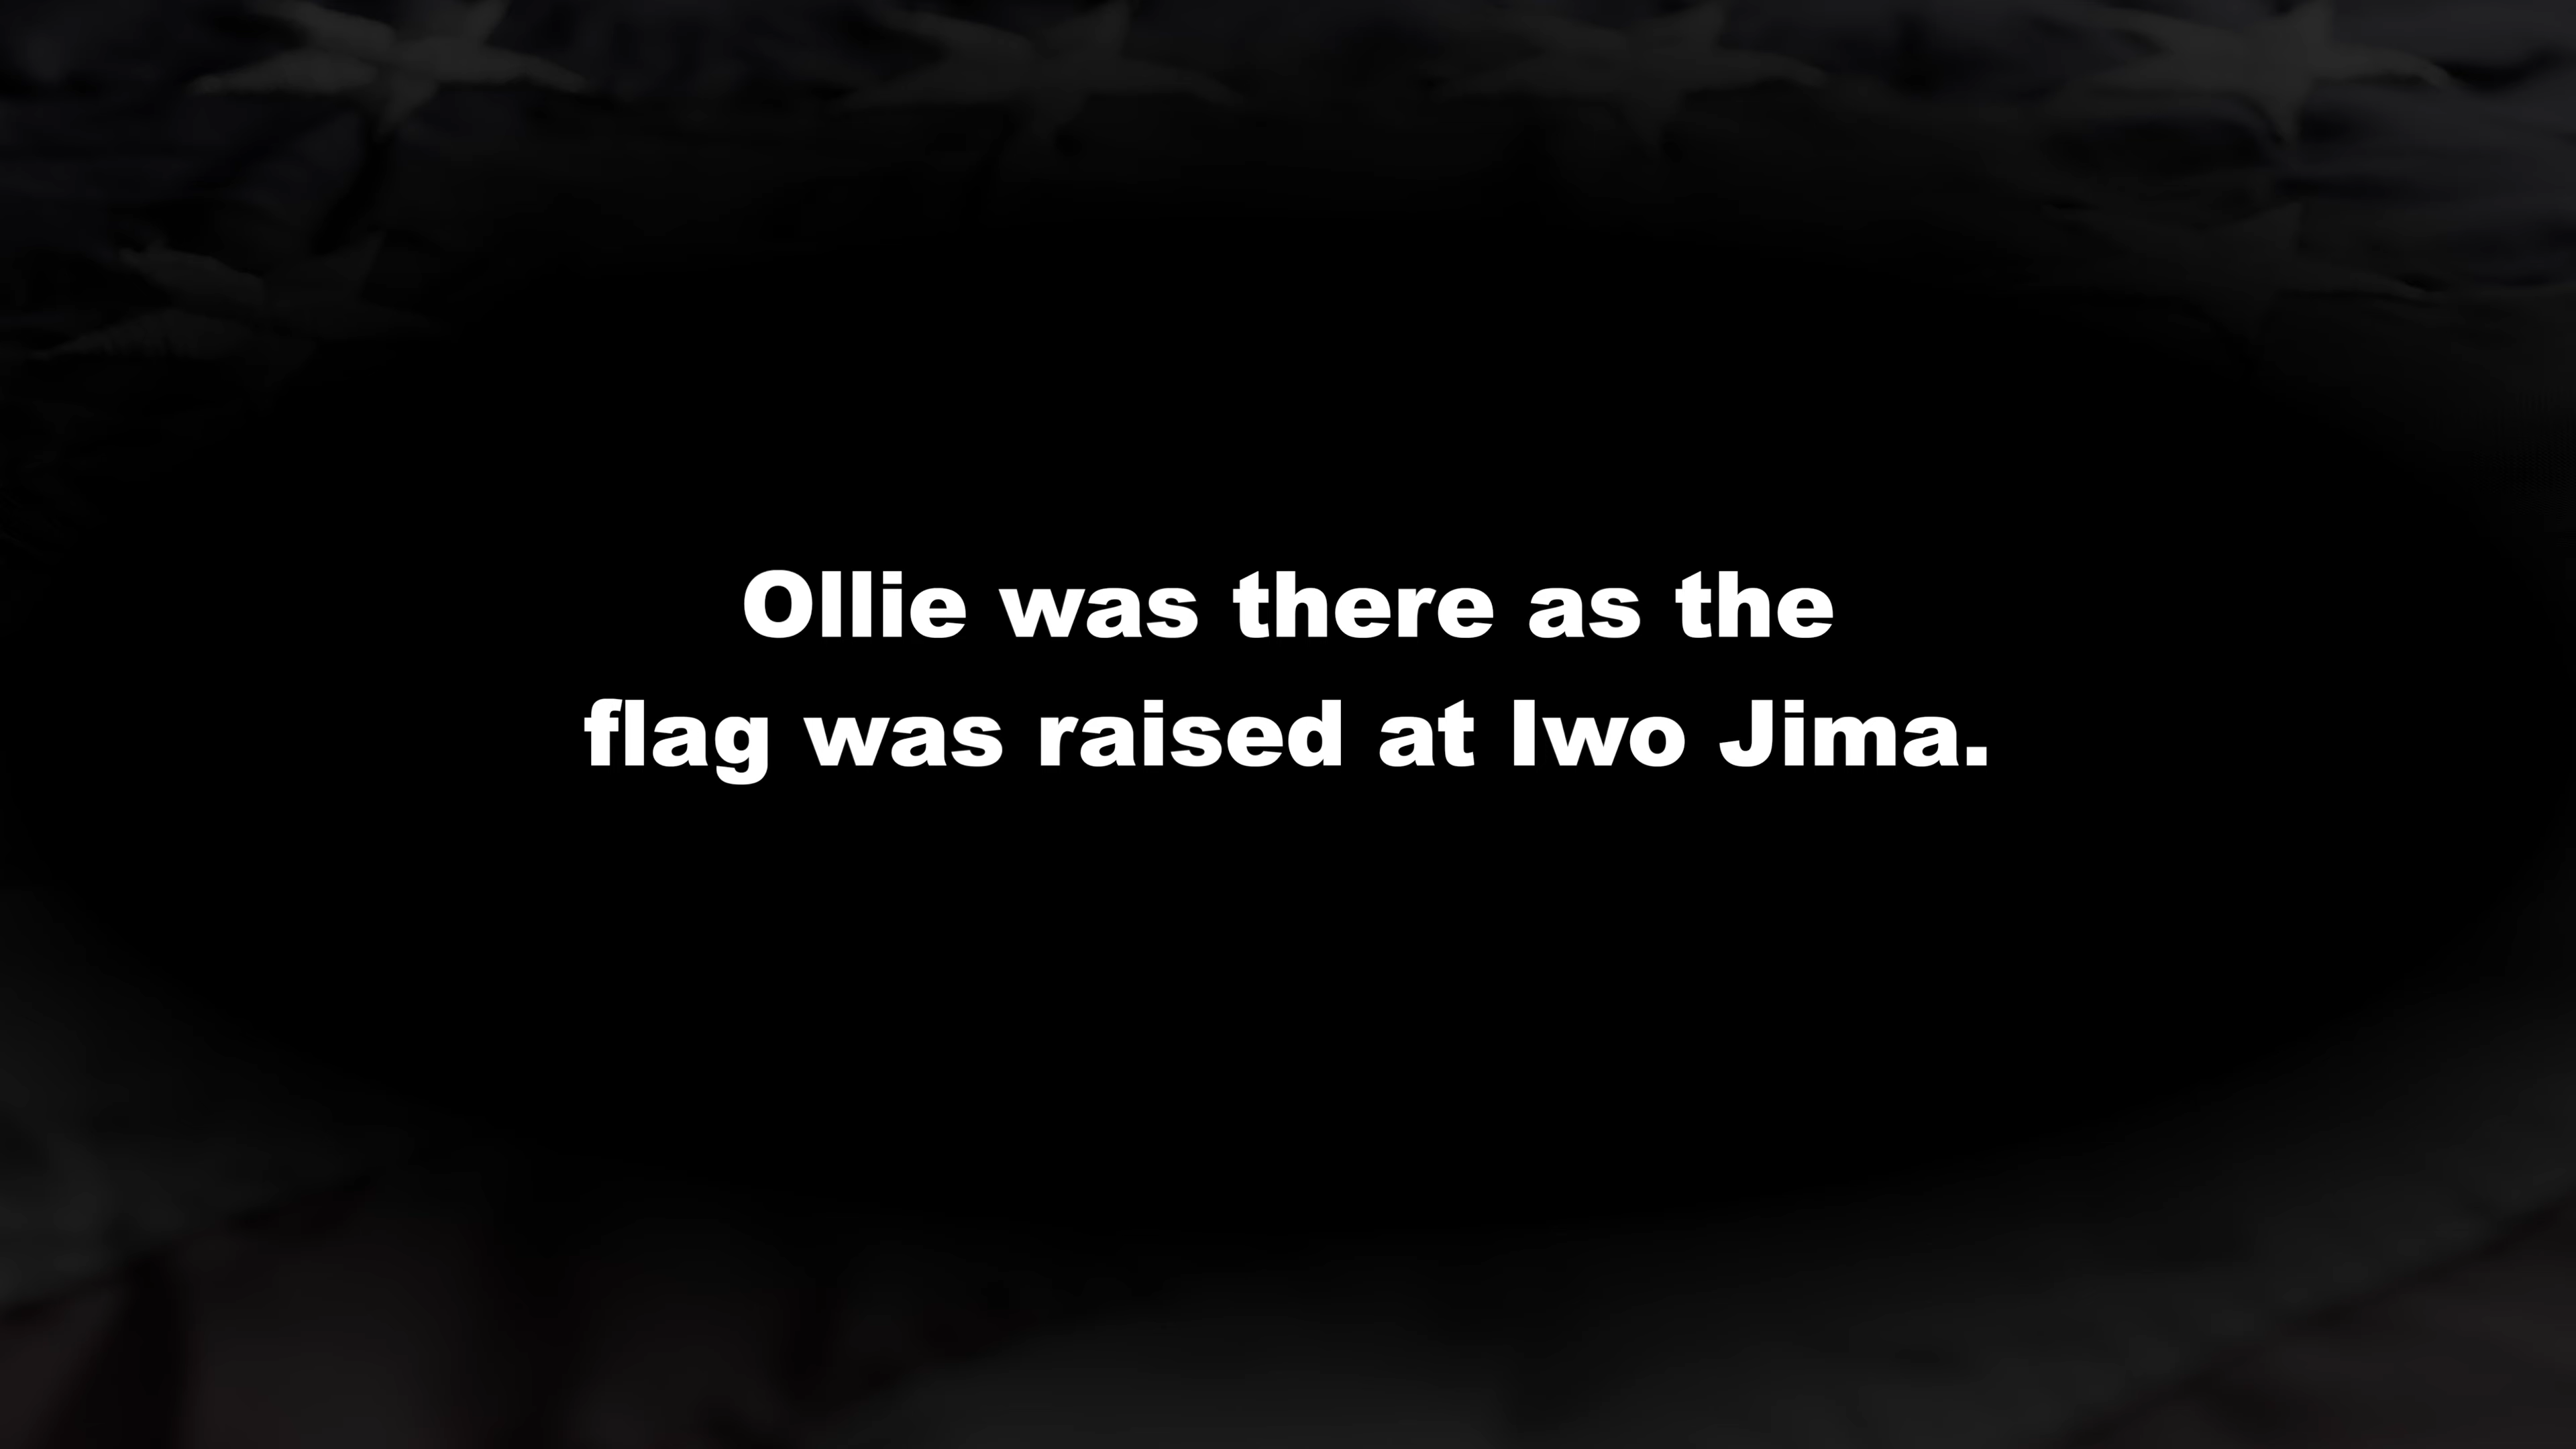 Ollie was there as the
flag was raised at Iwo Jima.